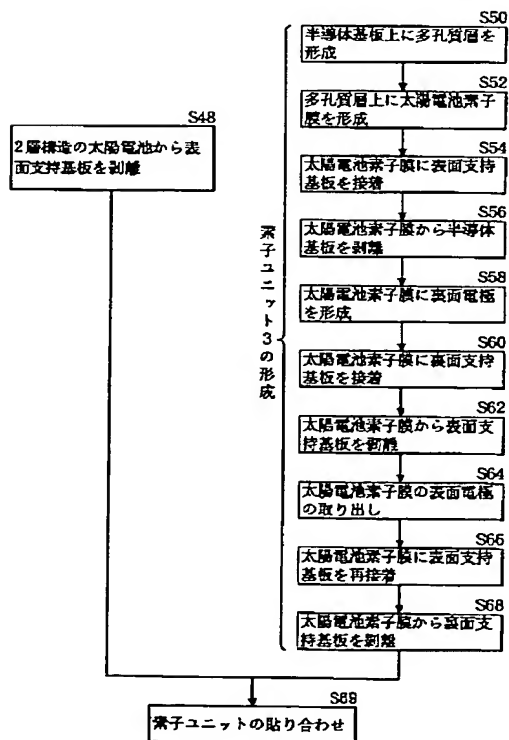 S48
2層構造の太陽電池から表
面支持基板を剥離
素子ユニット3の形成
S50
半導体基板上に多孔質層を
形成
S52
多孔質層上に太陽電池素子
膜を形成
S54
太陽電池素子膜に表面支持
基板を接着
S56
太陽電池素子膜から半導体
基板を剥離
S58
太陽電池素子膜に裏面電極
を形成
S60
太陽電池素子膜に裏面支持
基板を接着
S62
太陽電池素子膜から表面支
持基板を剥離
S64
太陽電池素子膜の表面電極
の取り出し
S66
太陽電池素子膜に表面支持
基板を再接着
S68
太陽電池素子膜から裏面支
持基板を剥離
S69
素子ユニットの貼り合わせ